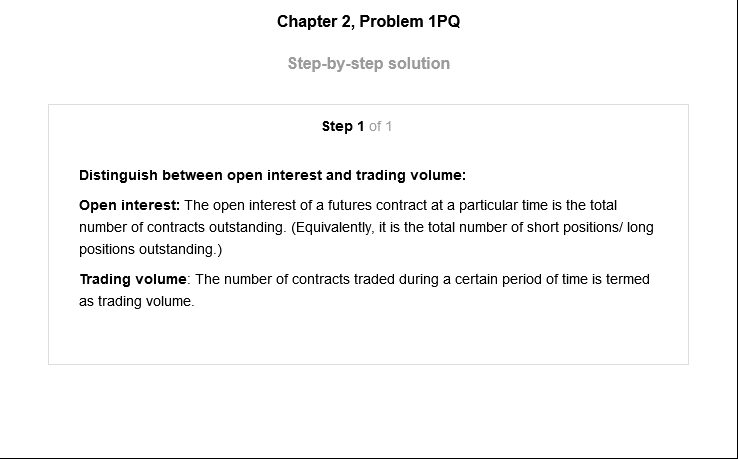 Chapter 2, Problem 1PQ
Step-by-step solution
Step 1 of 1
Distinguish between open interest and trading volume:
Open interest: The open interest of a futures contract at a particular time is the total
number of contracts outstanding. (Equivalently, it is the total number of short positions/ long
positions outstanding.)
Trading volume: The number of contracts traded during a certain period of time is termed
as trading volume.